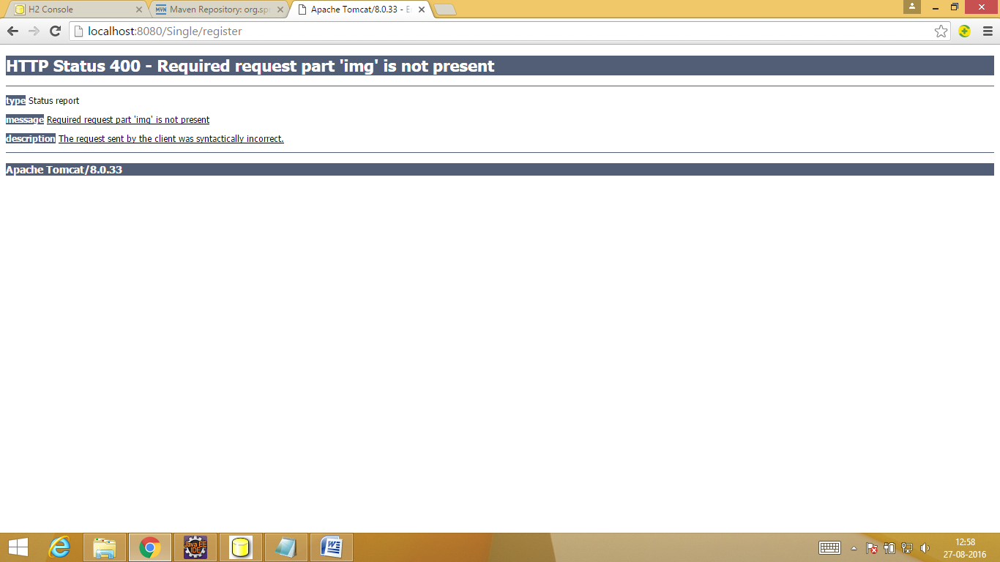 H2 Console
MVN Maven Repository: org.spr
Apache Tomcat/8.0.33 - E
localhost:8080/Single/register
HTTP Status 400 - Required request part 'img' is not present
type Status report
message Required request part 'img' is not present
description The request sent by the client was syntactically incorrect.
Apache Tomcat/8.0.33
Java EE
IDE
12:58
27-08-2016